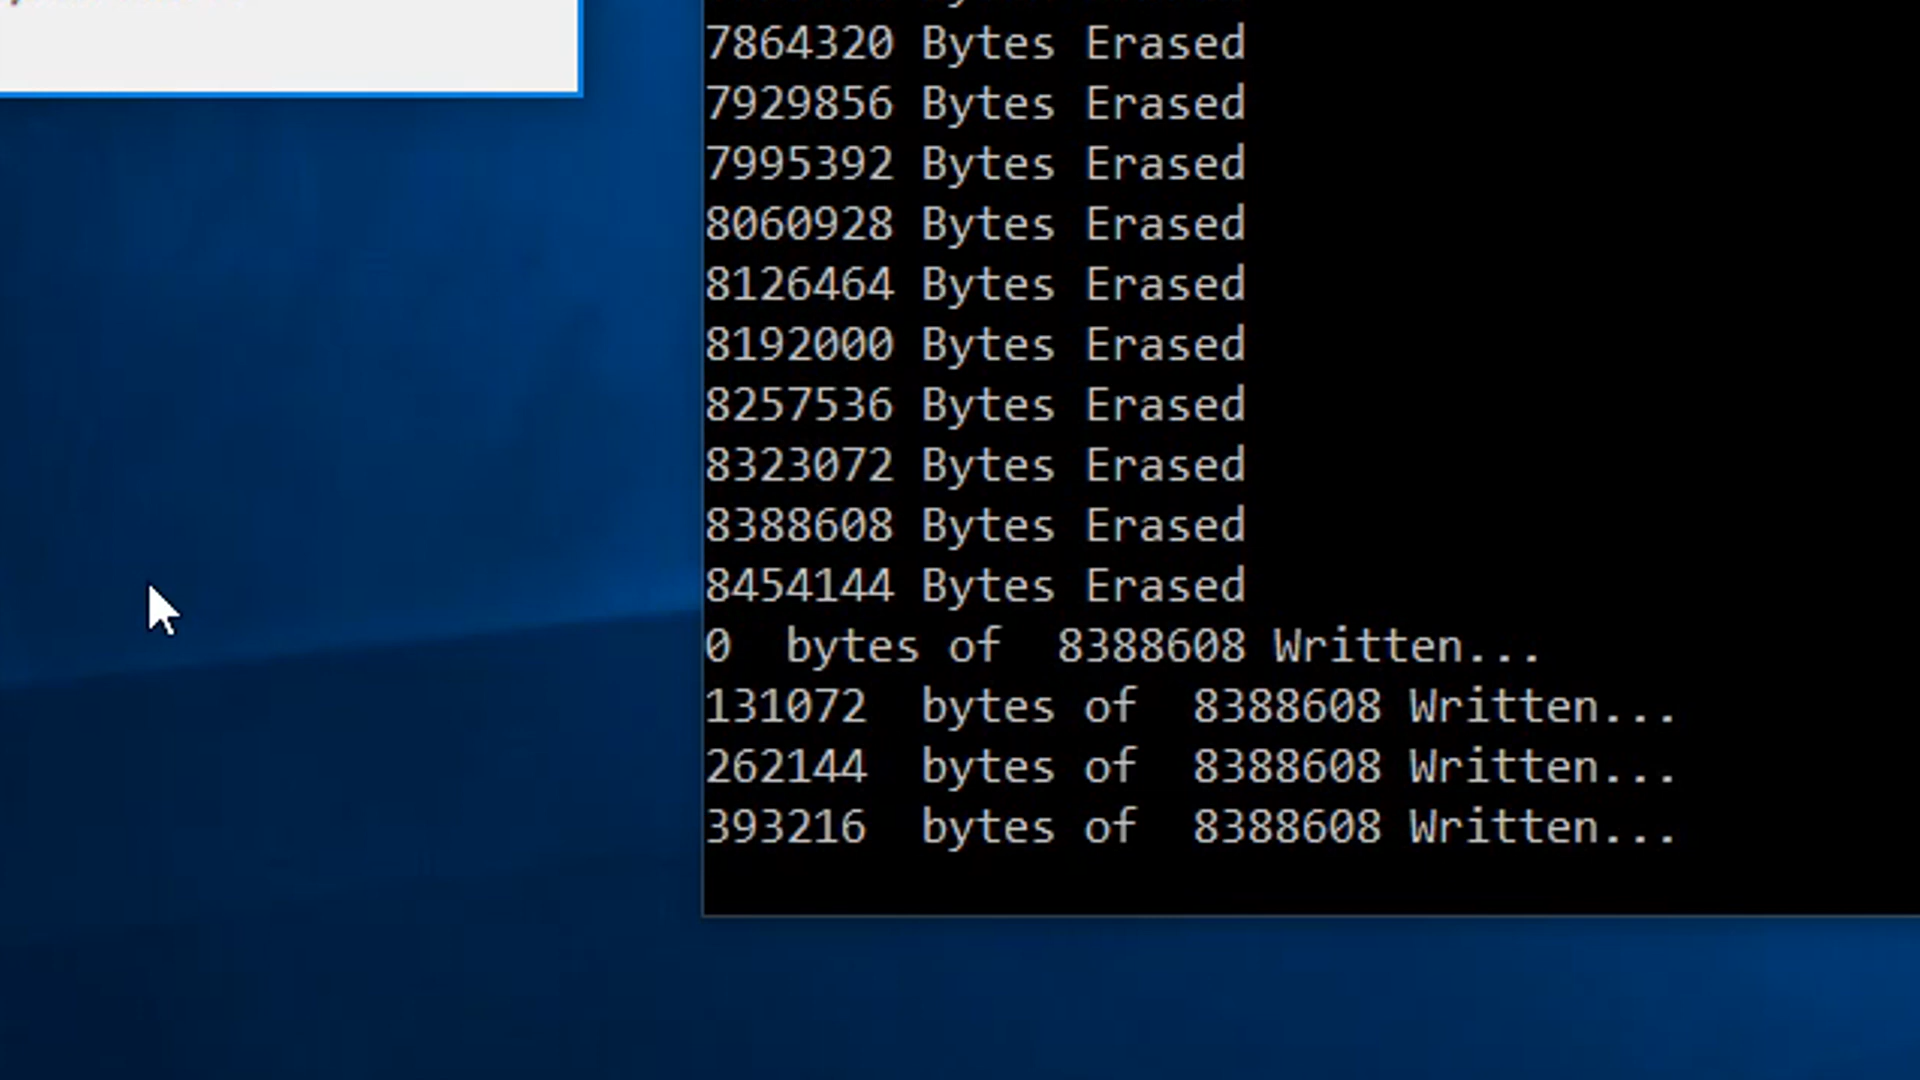 7864320 Bytes Erased
7929856 Bytes Erased
7995392 Bytes Erased
8060928 Bytes Erased
8126464 Bytes Erased
8192000 Bytes Erased
8257536 Bytes Erased
8323072 Bytes Erased
8388608 Bytes Erased
8454144 Bytes Erased
0  bytes of  8388608 Written...
131072  bytes of  8388608 Written...
262144  bytes of  8388608 Written...
393216  bytes of  8388608 Written...